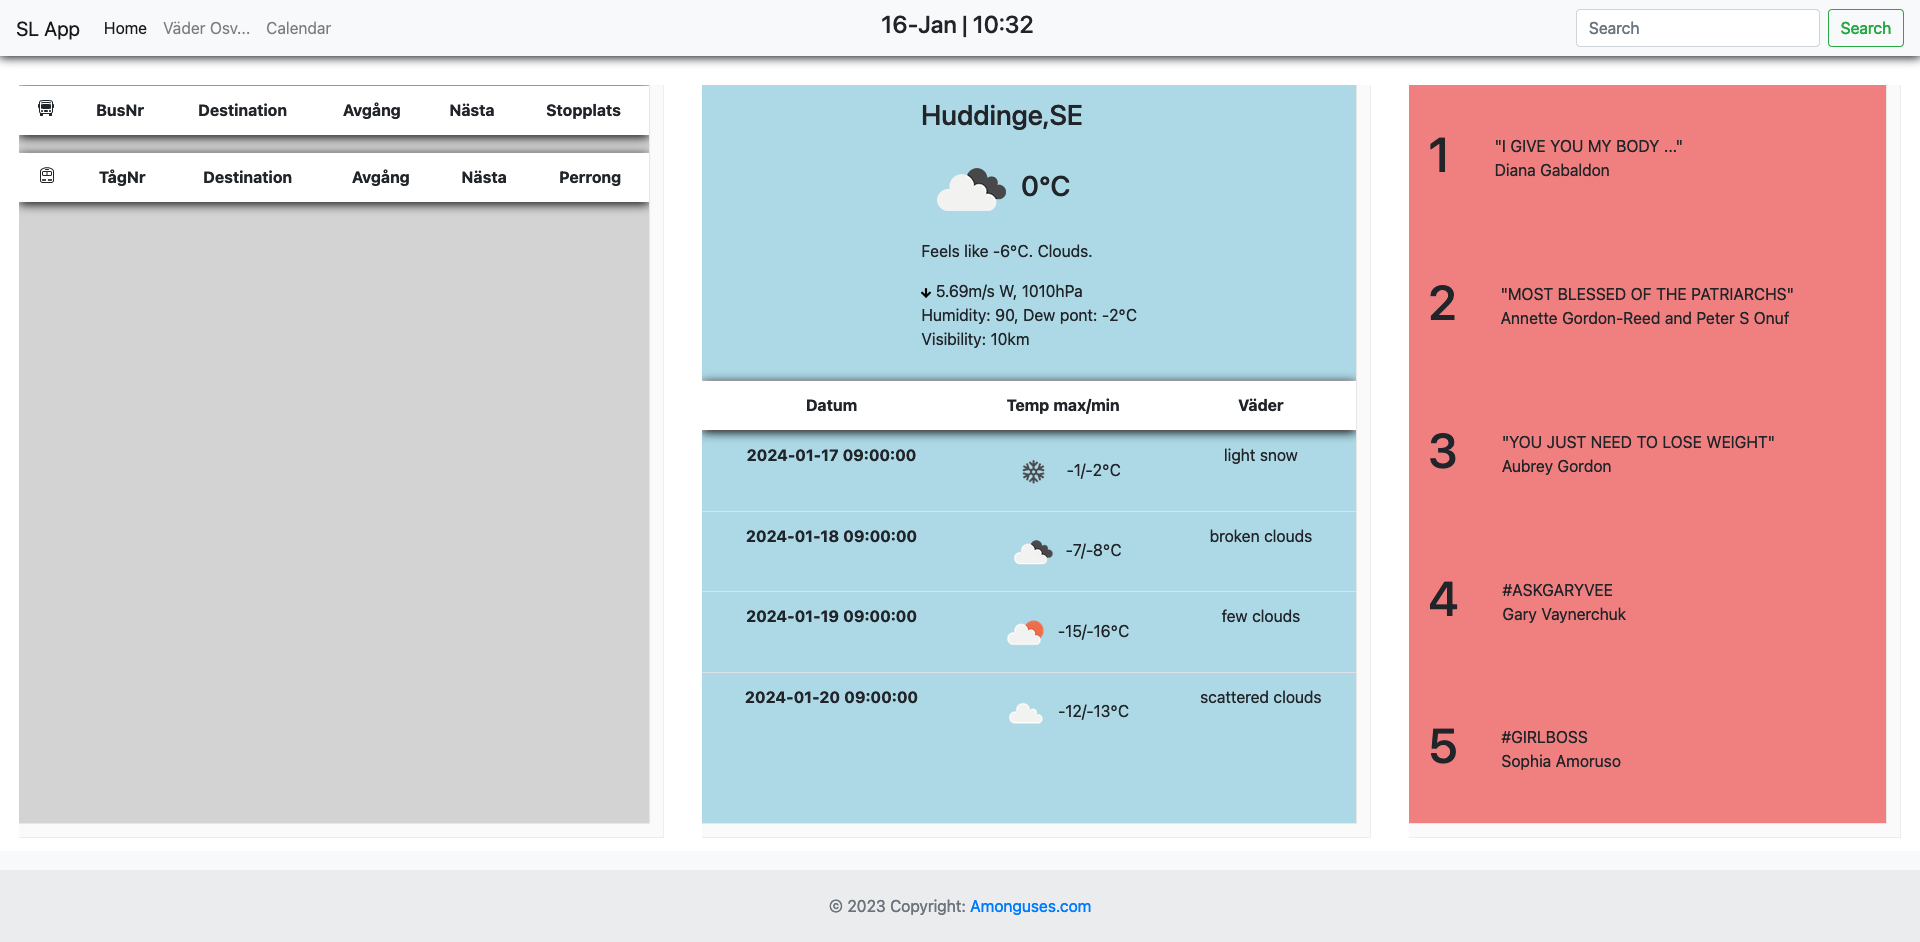 SL App Home Väder Osv... Calendar 16-Jan | 10:32 Search Search
BusNr Destination Avgång Nästa Stopplats
TågNr Destination Avgång Nästa Perrong
Huddinge,SE
0°C
Feels like -6°C. Clouds.
5.69m/s W, 1010hPa
Humidity: 90, Dew pont: -2°C
Visibility: 10km
Datum Temp max/min Väder
2024-01-17 09:00:00 -1/-2°C light snow
2024-01-18 09:00:00 -7/-8°C broken clouds
2024-01-19 09:00:00 -15/-16°C few clouds
2024-01-20 09:00:00 -12/-13°C scattered clouds
1 "I GIVE YOU MY BODY ..."
Diana Gabaldon
2 "MOST BLESSED OF THE PATRIARCHS"
Annette Gordon-Reed and Peter S Onuf
3 "YOU JUST NEED TO LOSE WEIGHT"
Aubrey Gordon
4 #ASKGARYVEE
Gary Vaynerchuk
5 #GIRLBOSS
Sophia Amoruso
© 2023 Copyright: Amonguses.com